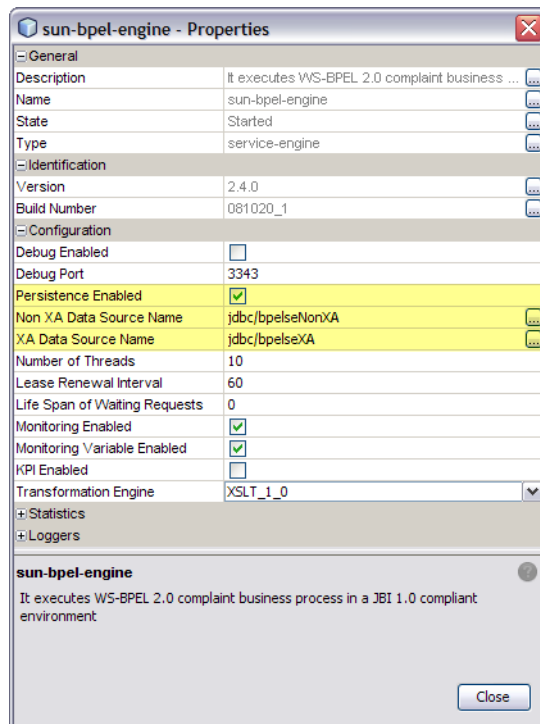 sun-bpel-engine - Properties
General
Description It executes WS-BPEL 2.0 complaint business ... ...
Name sun-bpel-engine ...
State Started ...
Type service-engine ...
Identification
Version 2.4.0 ...
Build Number 081020_1 ...
Configuration
Debug Enabled
Debug Port 3343
Persistence Enabled
Non XA Data Source Name jdbc/bpelseNonXA ...
XA Data Source Name jdbc/bpelseXA ...
Number of Threads 10
Lease Renewal Interval 60
Life Span of Waiting Requests 0
Monitoring Enabled
Monitoring Variable Enabled
KPI Enabled
Transformation Engine XSLT_1_0
Statistics
Loggers
sun-bpel-engine ?
It executes WS-BPEL 2.0 complaint business process in a JBI 1.0 compliant
environment
Close